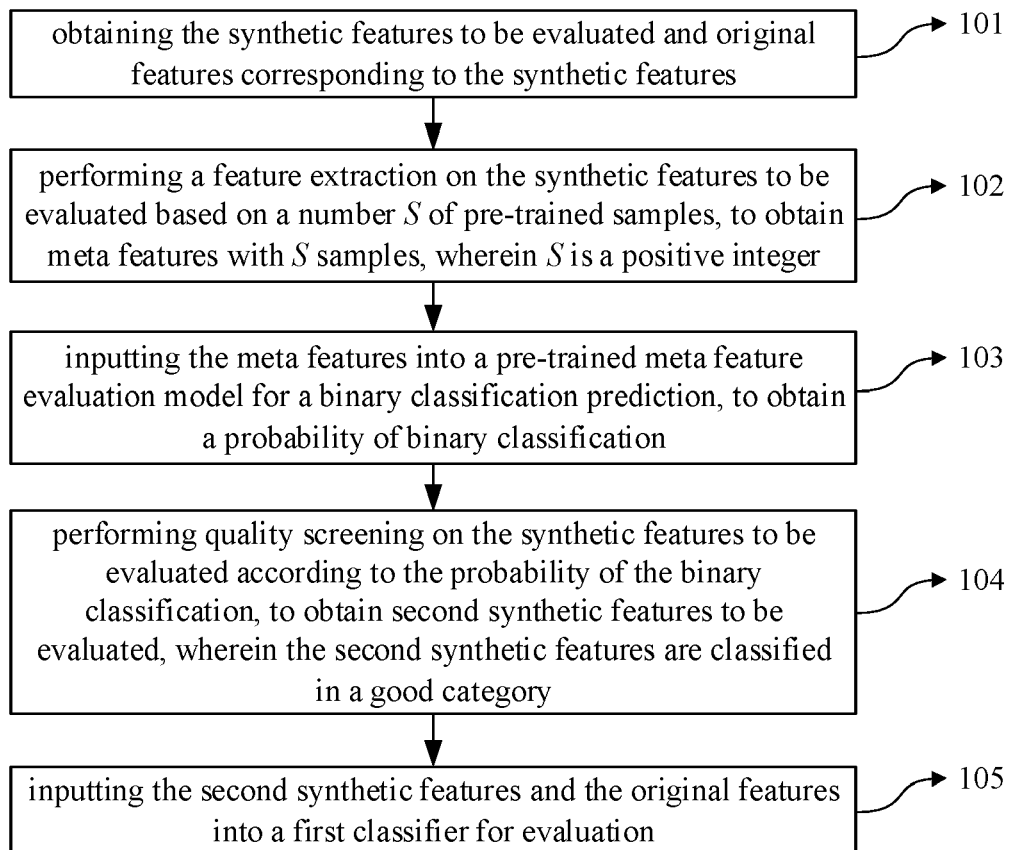 obtaining the synthetic features to be evaluated and original
features corresponding to the synthetic features
101
performing a feature extraction on the synthetic features to be
evaluated based on a number S of pre-trained samples, to obtain
meta features with S samples, wherein S is a positive integer
102
inputting the meta features into a pre-trained meta feature
evaluation model for a binary classification prediction, to obtain
a probability of binary classification
103
performing quality screening on the synthetic features to be
evaluated according to the probability of the binary
classification, to obtain second synthetic features to be
evaluated, wherein the second synthetic features are classified
in a good category
104
inputting the second synthetic features and the original features
into a first classifier for evaluation
105